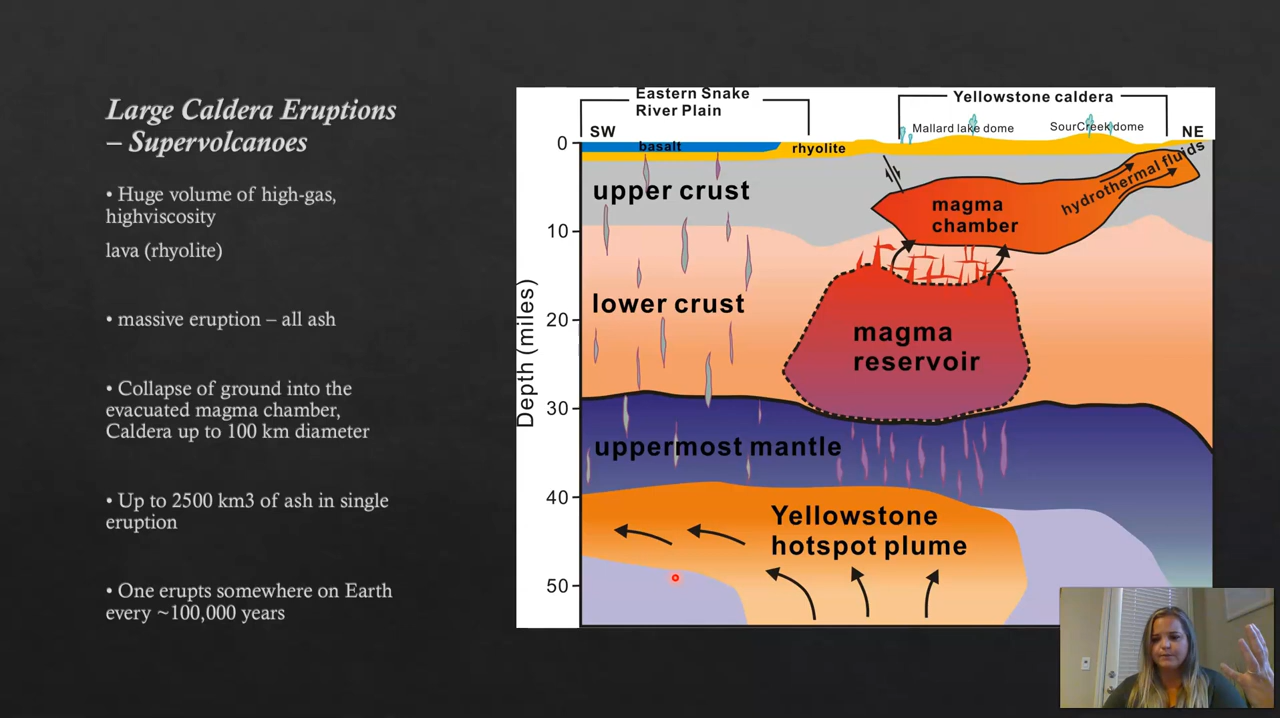 Large Caldera Eruptions
– Supervolcanoes
• Huge volume of high-gas,
highviscosity
lava (rhyolite)
• massive eruption – all ash
• Collapse of ground into the
evacuated magma chamber,
Caldera up to 100 km diameter
• Up to 2500 km3 of ash in single
eruption
• One erupts somewhere on Earth
every ~100,000 years
Eastern Snake
River Plain
Yellowstone caldera
SW
Mallard lake dome
SourCreek dome
NE
0
basalt
rhyolite
hydrothermal fluids
upper crust
magma
chamber
10
lower crust
20
magma
reservoir
Depth (miles)
30
uppermost mantle
40
Yellowstone
hotspot plume
50